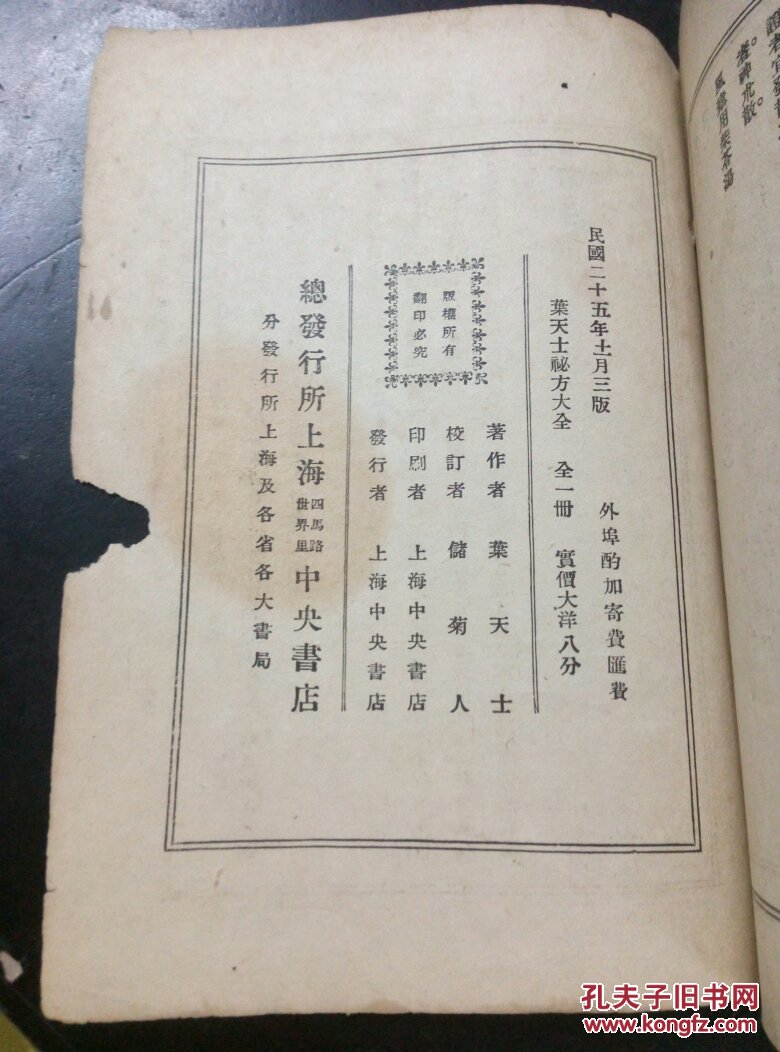 者神朮散。
民國二十五年十一月三版
外埠酌加寄費匯費
葉天士祕方大全 全一冊 實價大洋八分
著作者 葉天士
校訂者 儲菊人
印刷者 上海中央書店
發行者 上海中央書店
版權所有
翻印必究
總發行所上海四馬路世界里中央書店
分發行所上海及各省各大書局
孔夫子旧书网
www.kongfz.com